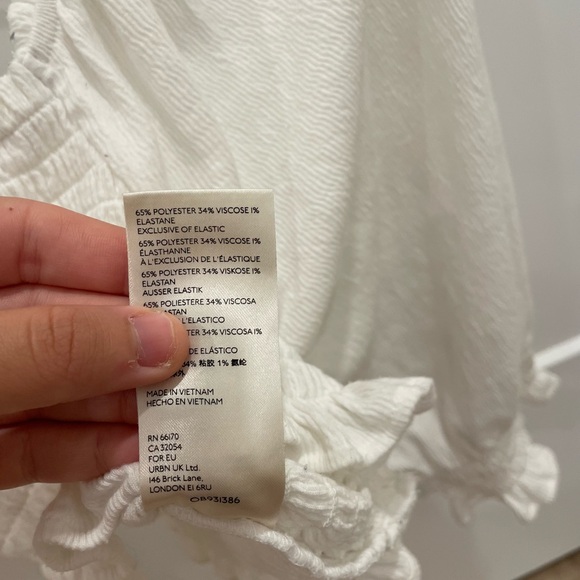 65% POLYESTER 34% VISCOSE 1%
ELASTANE
EXCLUSIVE OF ELASTIC
65% POLYESTER 34% VISCOSE 1%
ÉLASTHANNE
À L'EXCLUSION DE L'ÉLASTIQUE
65% POLYESTER 34% VISKOSE 1%
ELASTAN
AUSSER ELASTIK
65% POLIESTERE 34% VISCOSA
L'ELASTICO
34% VISCOSA 1%
DE ELÁSTICO
34% 粘胶 1% 氨纶
MADE IN VIETNAM
HECHO EN VIETNAM
RN 66170
CA 32054
FOR EU
URBN UK Ltd.
146 Brick Lane,
LONDON E1 6RU
OB931386